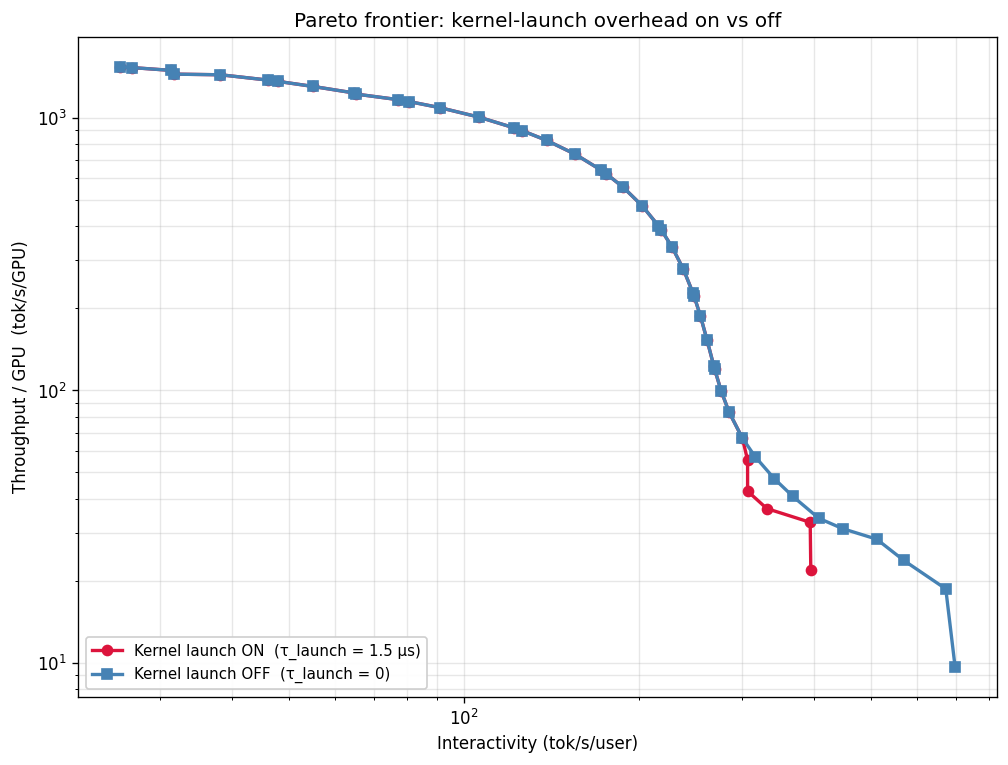 Pareto frontier: kernel-launch overhead on vs off
Throughput / GPU  (tok/s/GPU)
10³
10²
10¹
Kernel launch ON  (τ_launch = 1.5 µs)
Kernel launch OFF  (τ_launch = 0)
10²
Interactivity (tok/s/user)